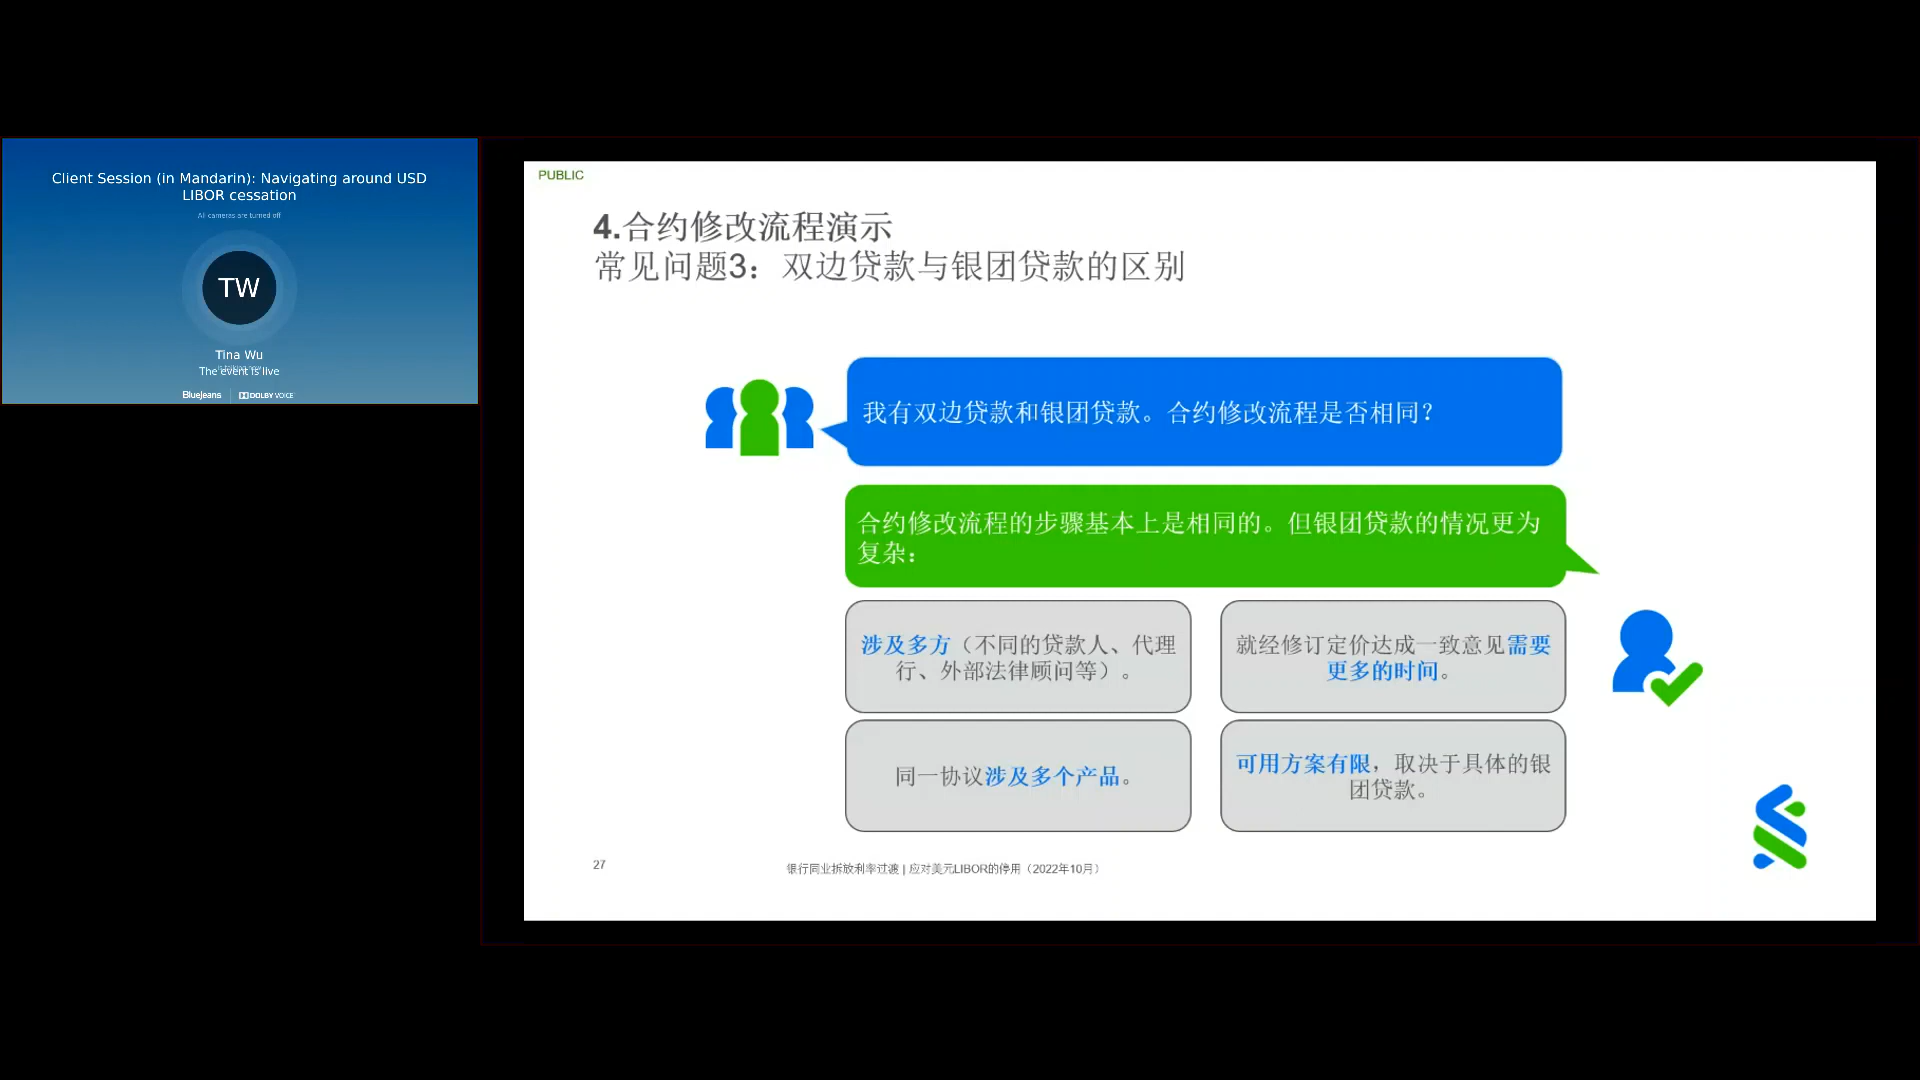 Client Session (in Mandarin): Navigating around USD
LIBOR cessation
All cameras are turned off
TW
Tina Wu
The event is live
BlueJeans
DOLBY VOICE
PUBLIC
4.合约修改流程演示
常见问题3：双边贷款与银团贷款的区别
我有双边贷款和银团贷款。合约修改流程是否相同？
合约修改流程的步骤基本上是相同的。但银团贷款的情况更为
复杂：
涉及多方（不同的贷款人、代理
行、外部法律顾问等）。
就经修订定价达成一致意见需要
更多的时间。
同一协议涉及多个产品。
可用方案有限，取决于具体的银
团贷款。
27
银行同业拆放利率过渡 | 应对美元LIBOR的停用（2022年10月）